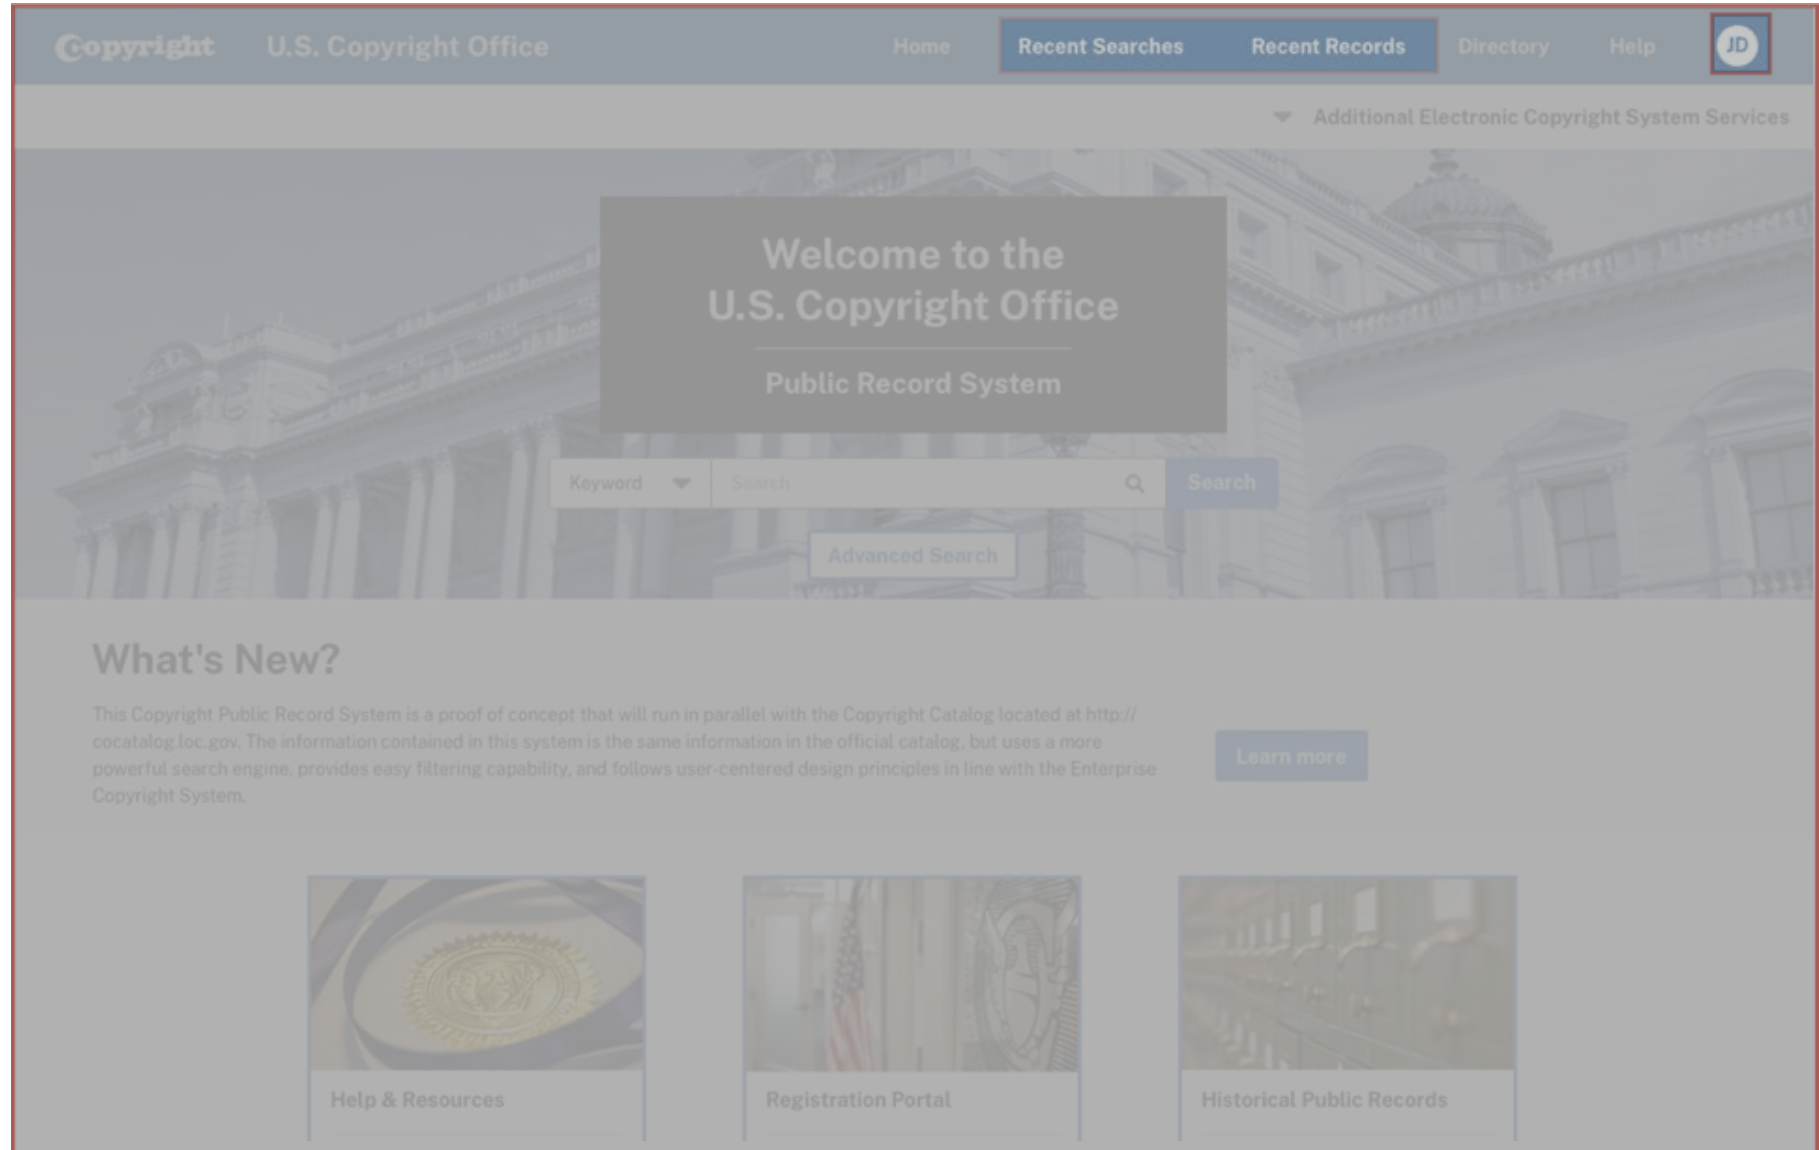 Copyright U.S. Copyright Office Home Recent Searches Recent Records Directory Help JD
Additional Electronic Copyright System Services
Welcome to the
U.S. Copyright Office
Public Record System
Keyword Search Search
Advanced Search
What's New?
This Copyright Public Record System is a proof of concept that will run in parallel with the Copyright Catalog located at http://
cocatalog.loc.gov. The information contained in this system is the same information in the official catalog, but uses a more
powerful search engine, provides easy filtering capability, and follows user-centered design principles in line with the Enterprise
Copyright System.
Learn more
Help & Resources Registration Portal Historical Public Records